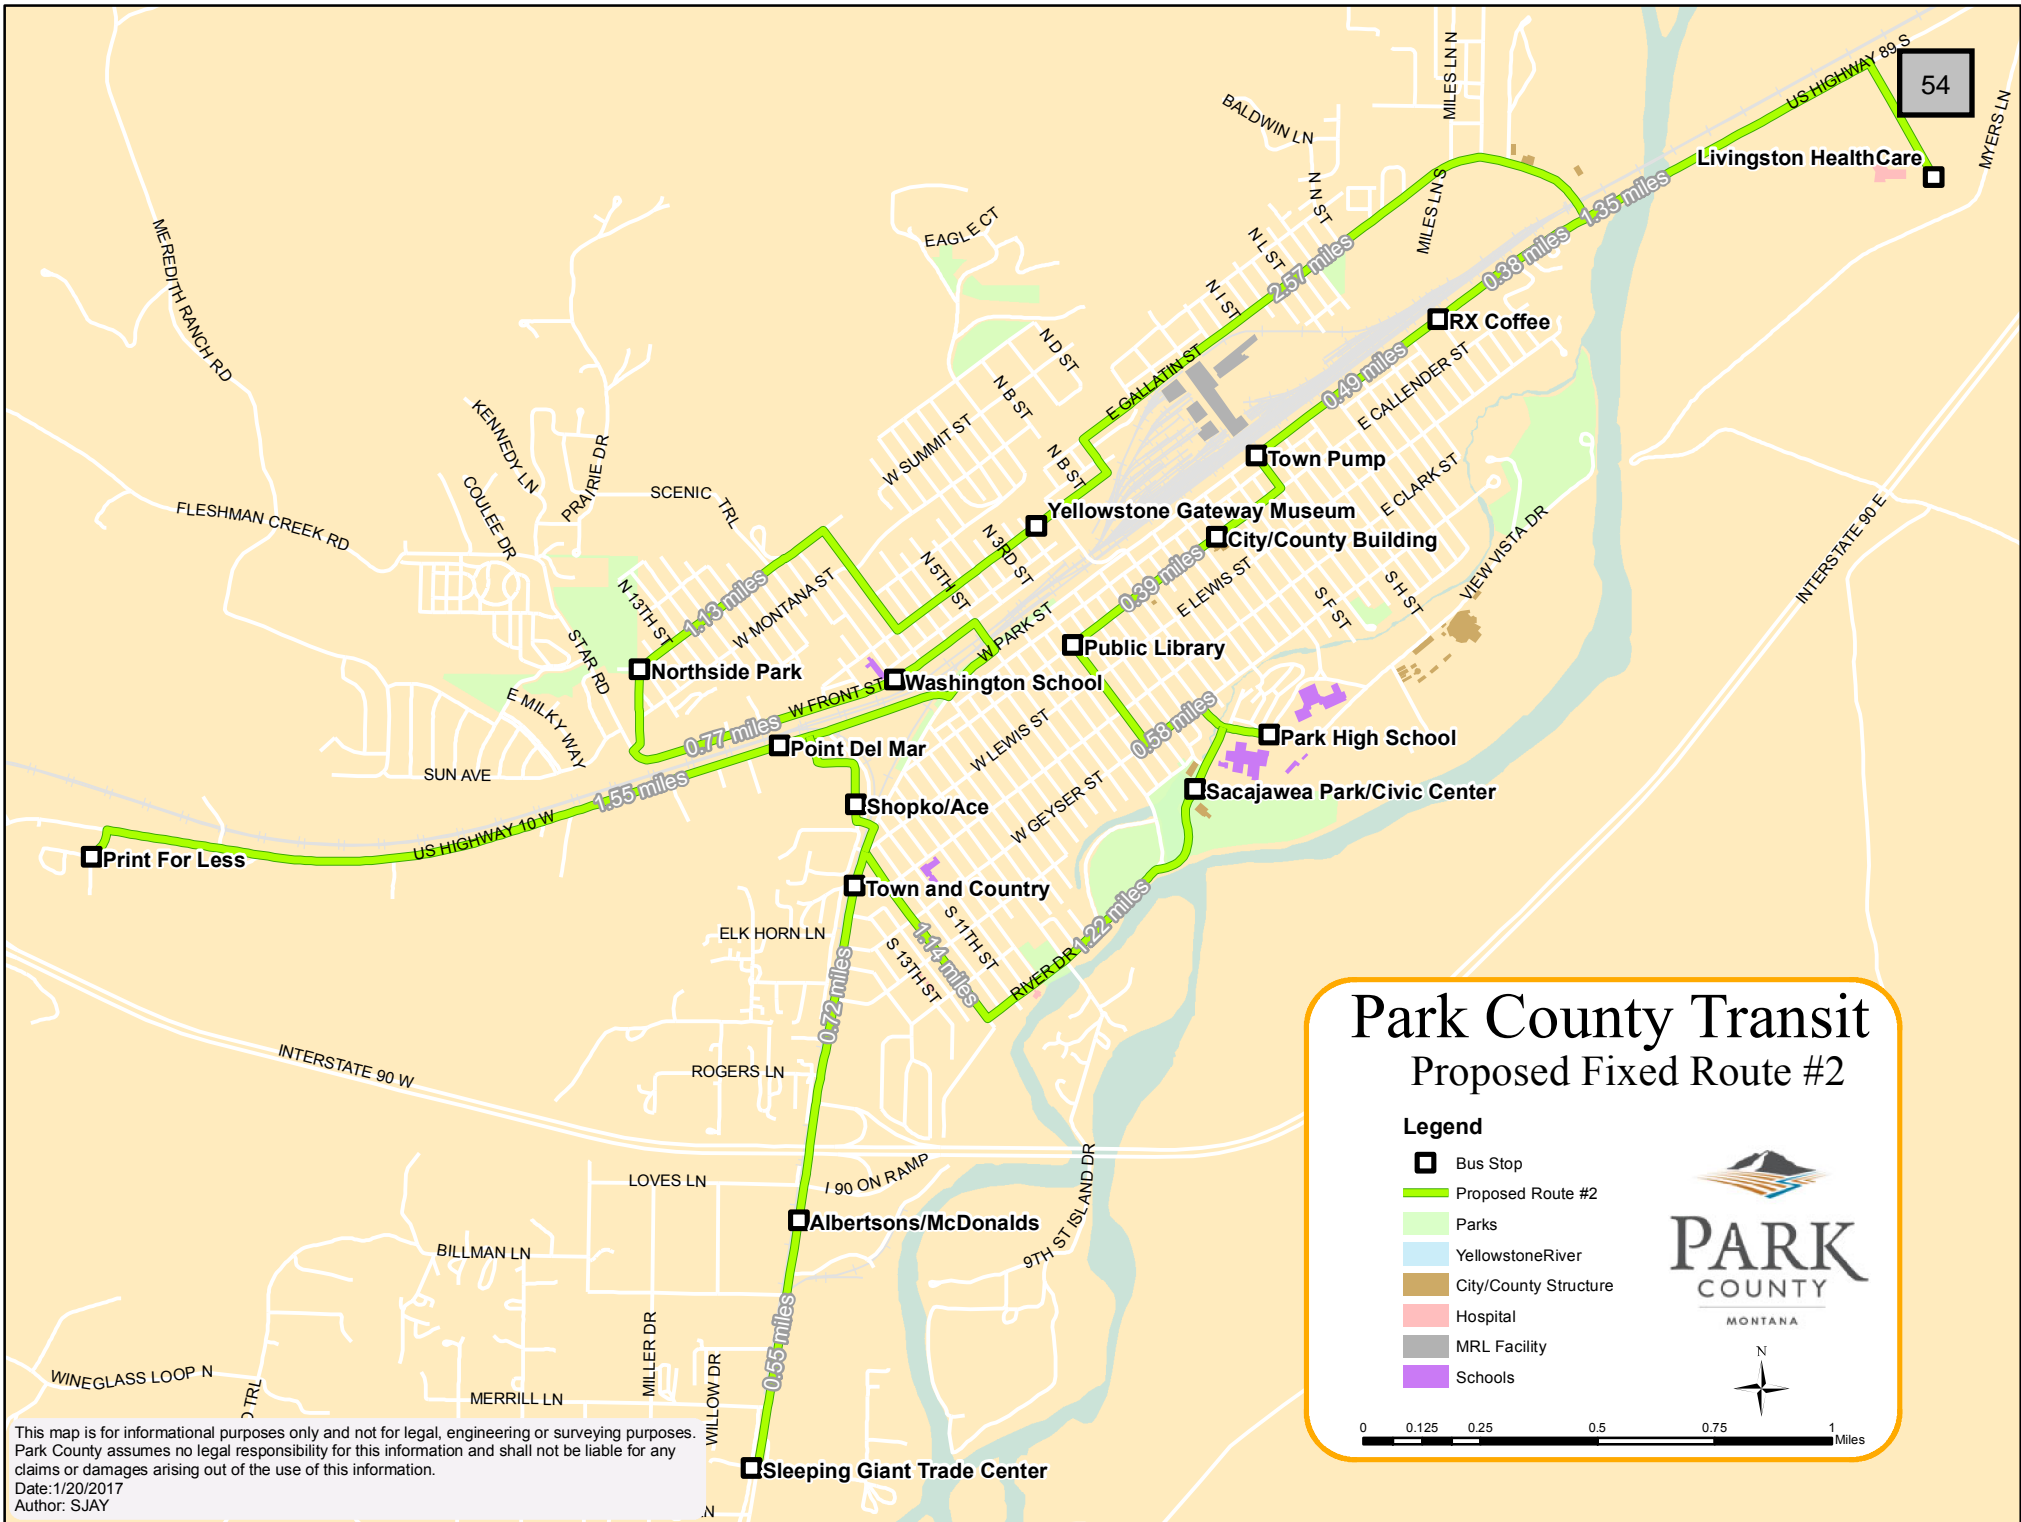 54
US HIGHWAY 89 S
MYERS LN
MILES LN N
BALDWIN LN
Livingston HealthCare
N N ST
MILES LN S
1.35 miles
EAGLE CT
N L ST
2.57 miles
0.38 miles
MEREDITH RANCH RD
N I ST
RX Coffee
N D ST
E GALLATIN ST
0.49 miles
E CALLENDER ST
KENNEDY LN
N B ST
W SUMMIT ST
PRAIRIE DR
N B ST
Town Pump
COULEE DR
SCENIC TRL
E CLARK ST
FLESHMAN CREEK RD
Yellowstone Gateway Museum
City/County Building
VIEW VISTA DR
INTERSTATE 90 E
N 3RD ST
N 5TH ST
1.13 miles
W MONTANA ST
0.39 miles
E LEWIS ST
S H ST
S F ST
N 13TH ST
W PARK ST
Public Library
STAR RD
Northside Park
Washington School
E MILKY WAY
W FRONT ST
0.77 miles
0.58 miles
W LEWIS ST
Park High School
Point Del Mar
SUN AVE
1.55 miles
Sacajawea Park/Civic Center
Shopko/Ace
W GEYSER ST
US HIGHWAY 10 W
Print For Less
Town and Country
ELK HORN LN
S 11TH ST
S 13TH ST
1.14 miles
1.22 miles
RIVER DR
0.72 miles
INTERSTATE 90 W
ROGERS LN
LOVES LN
I 90 ON RAMP
9TH ST ISLAND DR
Albertsons/McDonalds
BILLMAN LN
0.55 miles
MILLER DR
WILLOW DR
WINEGLASS LOOP N
O TRL
MERRILL LN
Sleeping Giant Trade Center
LN
Park County Transit
Proposed Fixed Route #2
Legend
Bus Stop
Proposed Route #2
Parks
YellowstoneRiver
City/County Structure
Hospital
MRL Facility
Schools
PARK
COUNTY
MONTANA
N
0 0.125 0.25 0.5 0.75 1
Miles
This map is for informational purposes only and not for legal, engineering or surveying purposes.
Park County assumes no legal responsibility for this information and shall not be liable for any
claims or damages arising out of the use of this information.
Date:1/20/2017
Author: SJAY